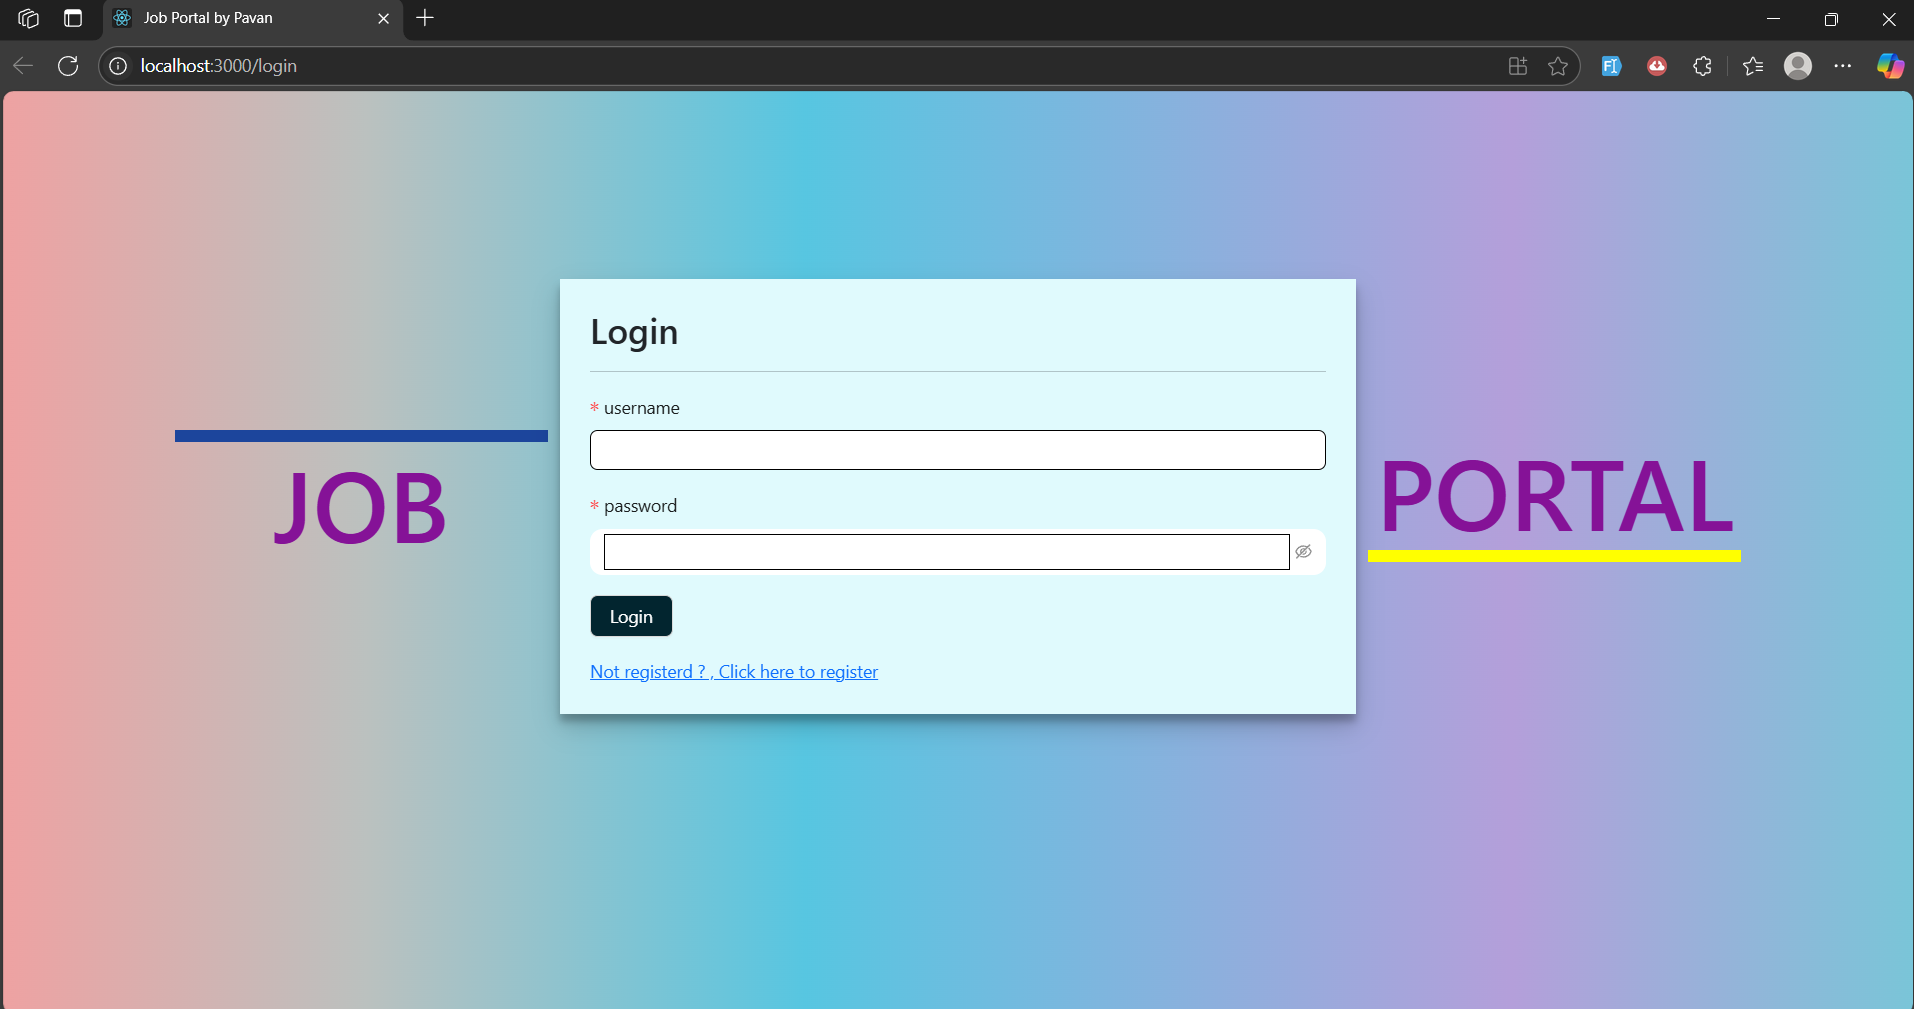 Job Portal by Pavan
localhost:3000/login
Login
* username
* password
Login
Not registerd ? , Click here to register
JOB
PORTAL
FI